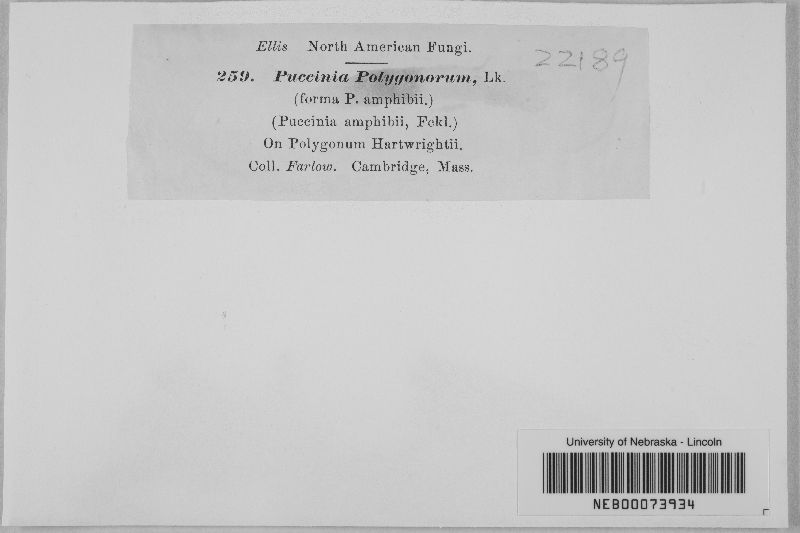 Ellis North American Fungi.
22189
259. Puccinia Polygonorum, Lk.
(forma P. amphibii.)
(Puccinia amphibii, Fckl.)
On Polygonum Hartwrightii.
Coll. Farlow. Cambridge, Mass.
University of Nebraska - Lincoln
NEB00073934